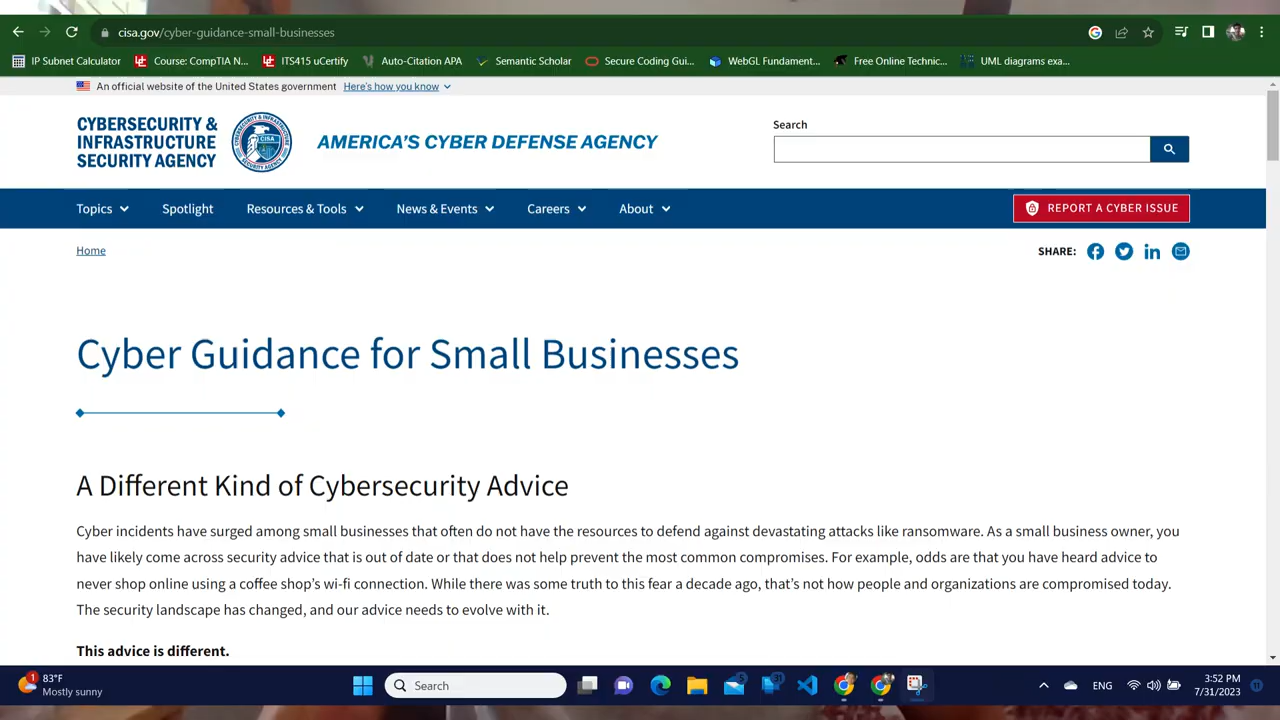 cisa.gov/cyber-guidance-small-businesses
IP Subnet Calculator Course: CompTIA N... ITS415 uCertify Auto-Citation APA Semantic Scholar Secure Coding Gui... WebGL Fundament... Free Online Technic... UML diagrams exa...
An official website of the United States government Here's how you know
CYBERSECURITY &
INFRASTRUCTURE
SECURITY AGENCY
CISA
AMERICA'S CYBER DEFENSE AGENCY
Search
Topics Spotlight Resources & Tools News & Events Careers About REPORT A CYBER ISSUE
Home SHARE:
Cyber Guidance for Small Businesses
A Different Kind of Cybersecurity Advice
Cyber incidents have surged among small businesses that often do not have the resources to defend against devastating attacks like ransomware. As a small business owner, you
have likely come across security advice that is out of date or that does not help prevent the most common compromises. For example, odds are that you have heard advice to
never shop online using a coffee shop's wi-fi connection. While there was some truth to this fear a decade ago, that's not how people and organizations are compromised today.
The security landscape has changed, and our advice needs to evolve with it.
This advice is different.
1 83°F
Mostly sunny
Search
ENG
3:52 PM
7/31/2023